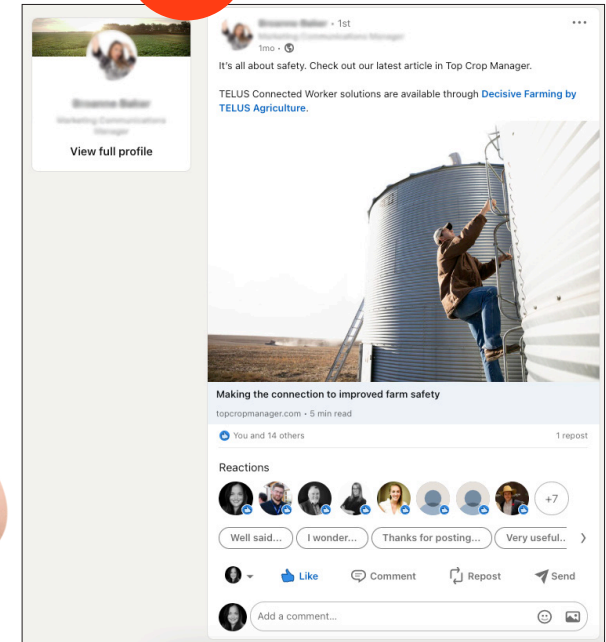 • 1st
•••
1mo •
It's all about safety. Check out our latest article in Top Crop Manager.
TELUS Connected Worker solutions are available through Decisive Farming by
TELUS Agriculture.
View full profile
Making the connection to improved farm safety
topcropmanager.com • 5 min read
You and 14 others 1 repost
Reactions
+7
Well said... I wonder... Thanks for posting... Very useful..
Like Comment Repost Send
Add a comment...